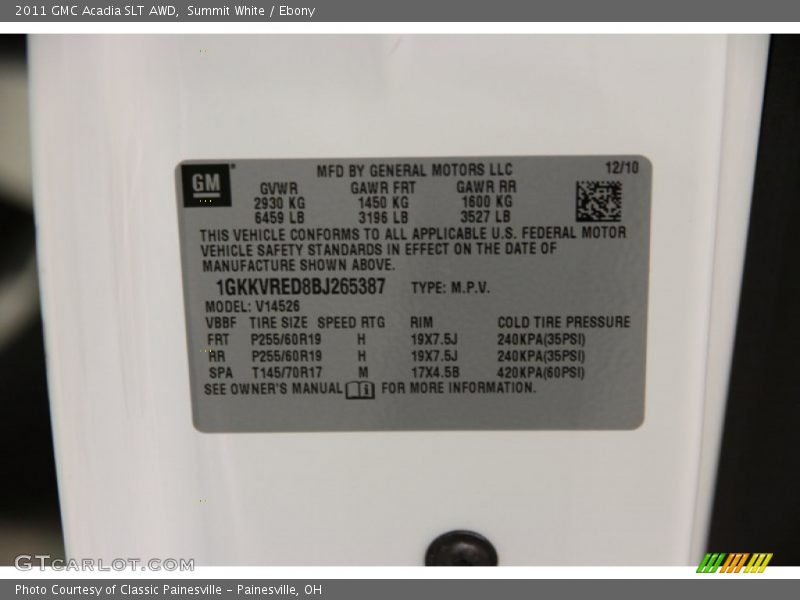 2011 GMC Acadia SLT AWD, Summit White / Ebony
GM
MFD BY GENERAL MOTORS LLC 12/10
GVWR GAWR FRT GAWR RR
2930 KG 1450 KG 1600 KG
6459 LB 3196 LB 3527 LB
THIS VEHICLE CONFORMS TO ALL APPLICABLE U.S. FEDERAL MOTOR
VEHICLE SAFETY STANDARDS IN EFFECT ON THE DATE OF
MANUFACTURE SHOWN ABOVE.
1GKKVRED8BJ265387 TYPE: M.P.V.
MODEL: V14526
VBBF TIRE SIZE SPEED RTG RIM COLD TIRE PRESSURE
FRT P255/60R19 H 19X7.5J 240KPA(35PSI)
RR P255/60R19 H 19X7.5J 240KPA(35PSI)
SPA T145/70R17 M 17X4.5B 420KPA(60PSI)
SEE OWNER'S MANUAL i FOR MORE INFORMATION.
GTCARLOT.COM
Photo Courtesy of Classic Painesville - Painesville, OH